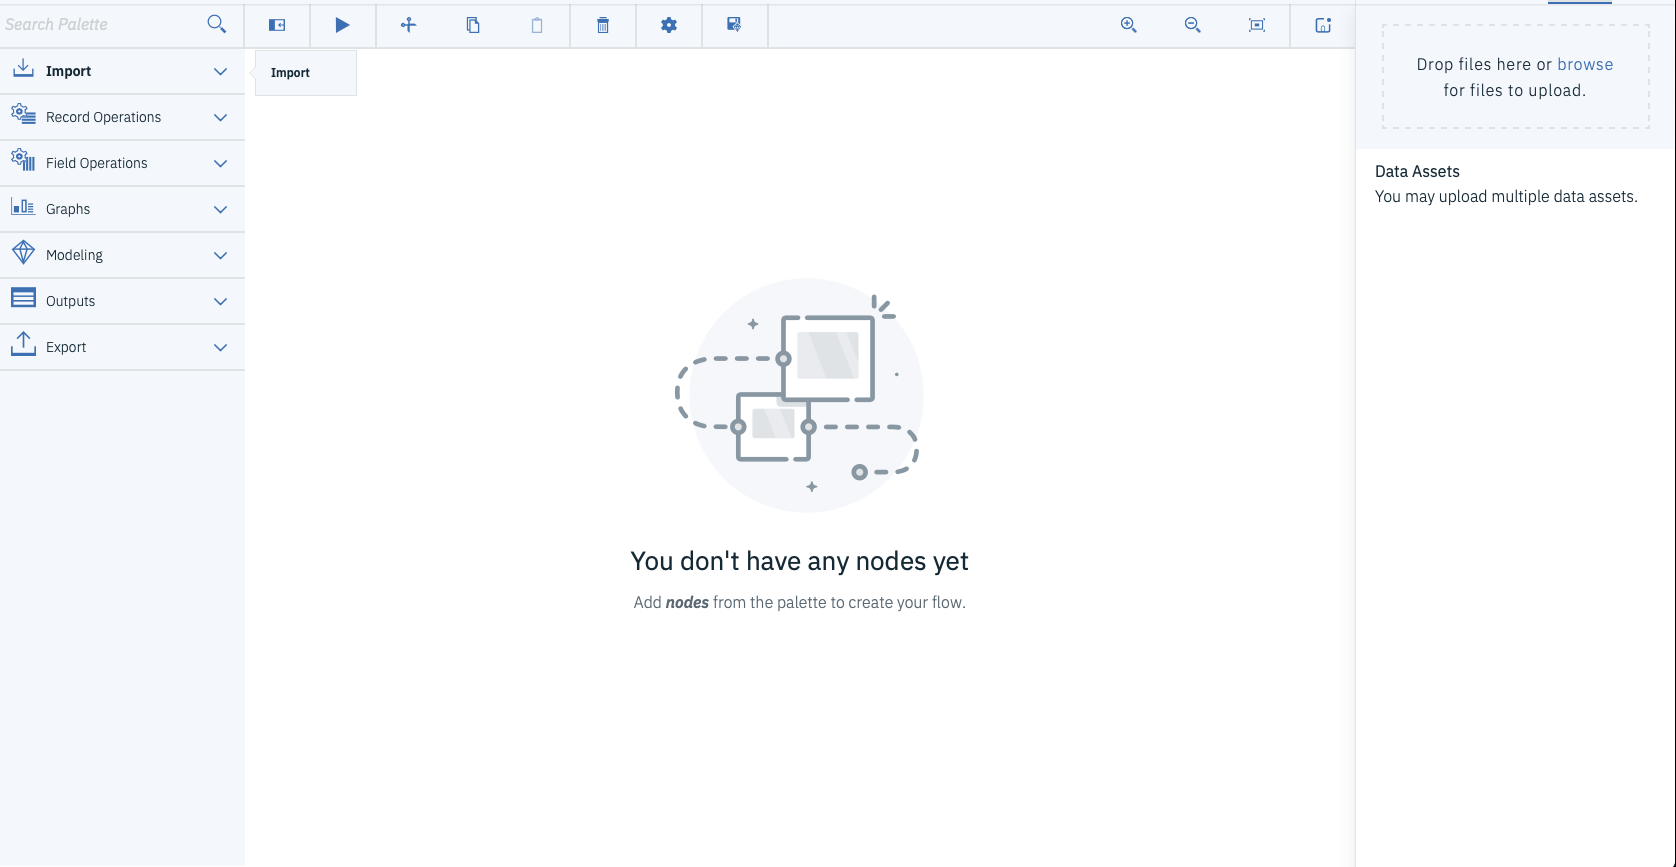 Search Palette
Import
Record Operations
Field Operations
Graphs
Modeling
Outputs
Export
Import
You don't have any nodes yet
Add nodes from the palette to create your flow.
Drop files here or browse
for files to upload.
Data Assets
You may upload multiple data assets.